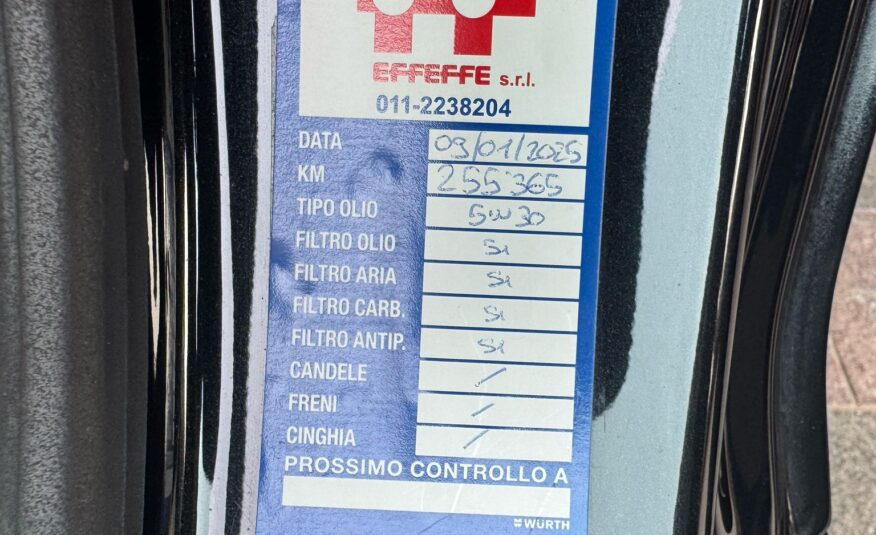 EFFEFFE s.r.l.
011-2238204
DATA 09/01/2025
KM 255365
TIPO OLIO 5W30
FILTRO OLIO Si
FILTRO ARIA Si
FILTRO CARB. Si
FILTRO ANTIP. Si
CANDELE /
FRENI /
CINGHIA /
PROSSIMO CONTROLLO A
WÜRTH